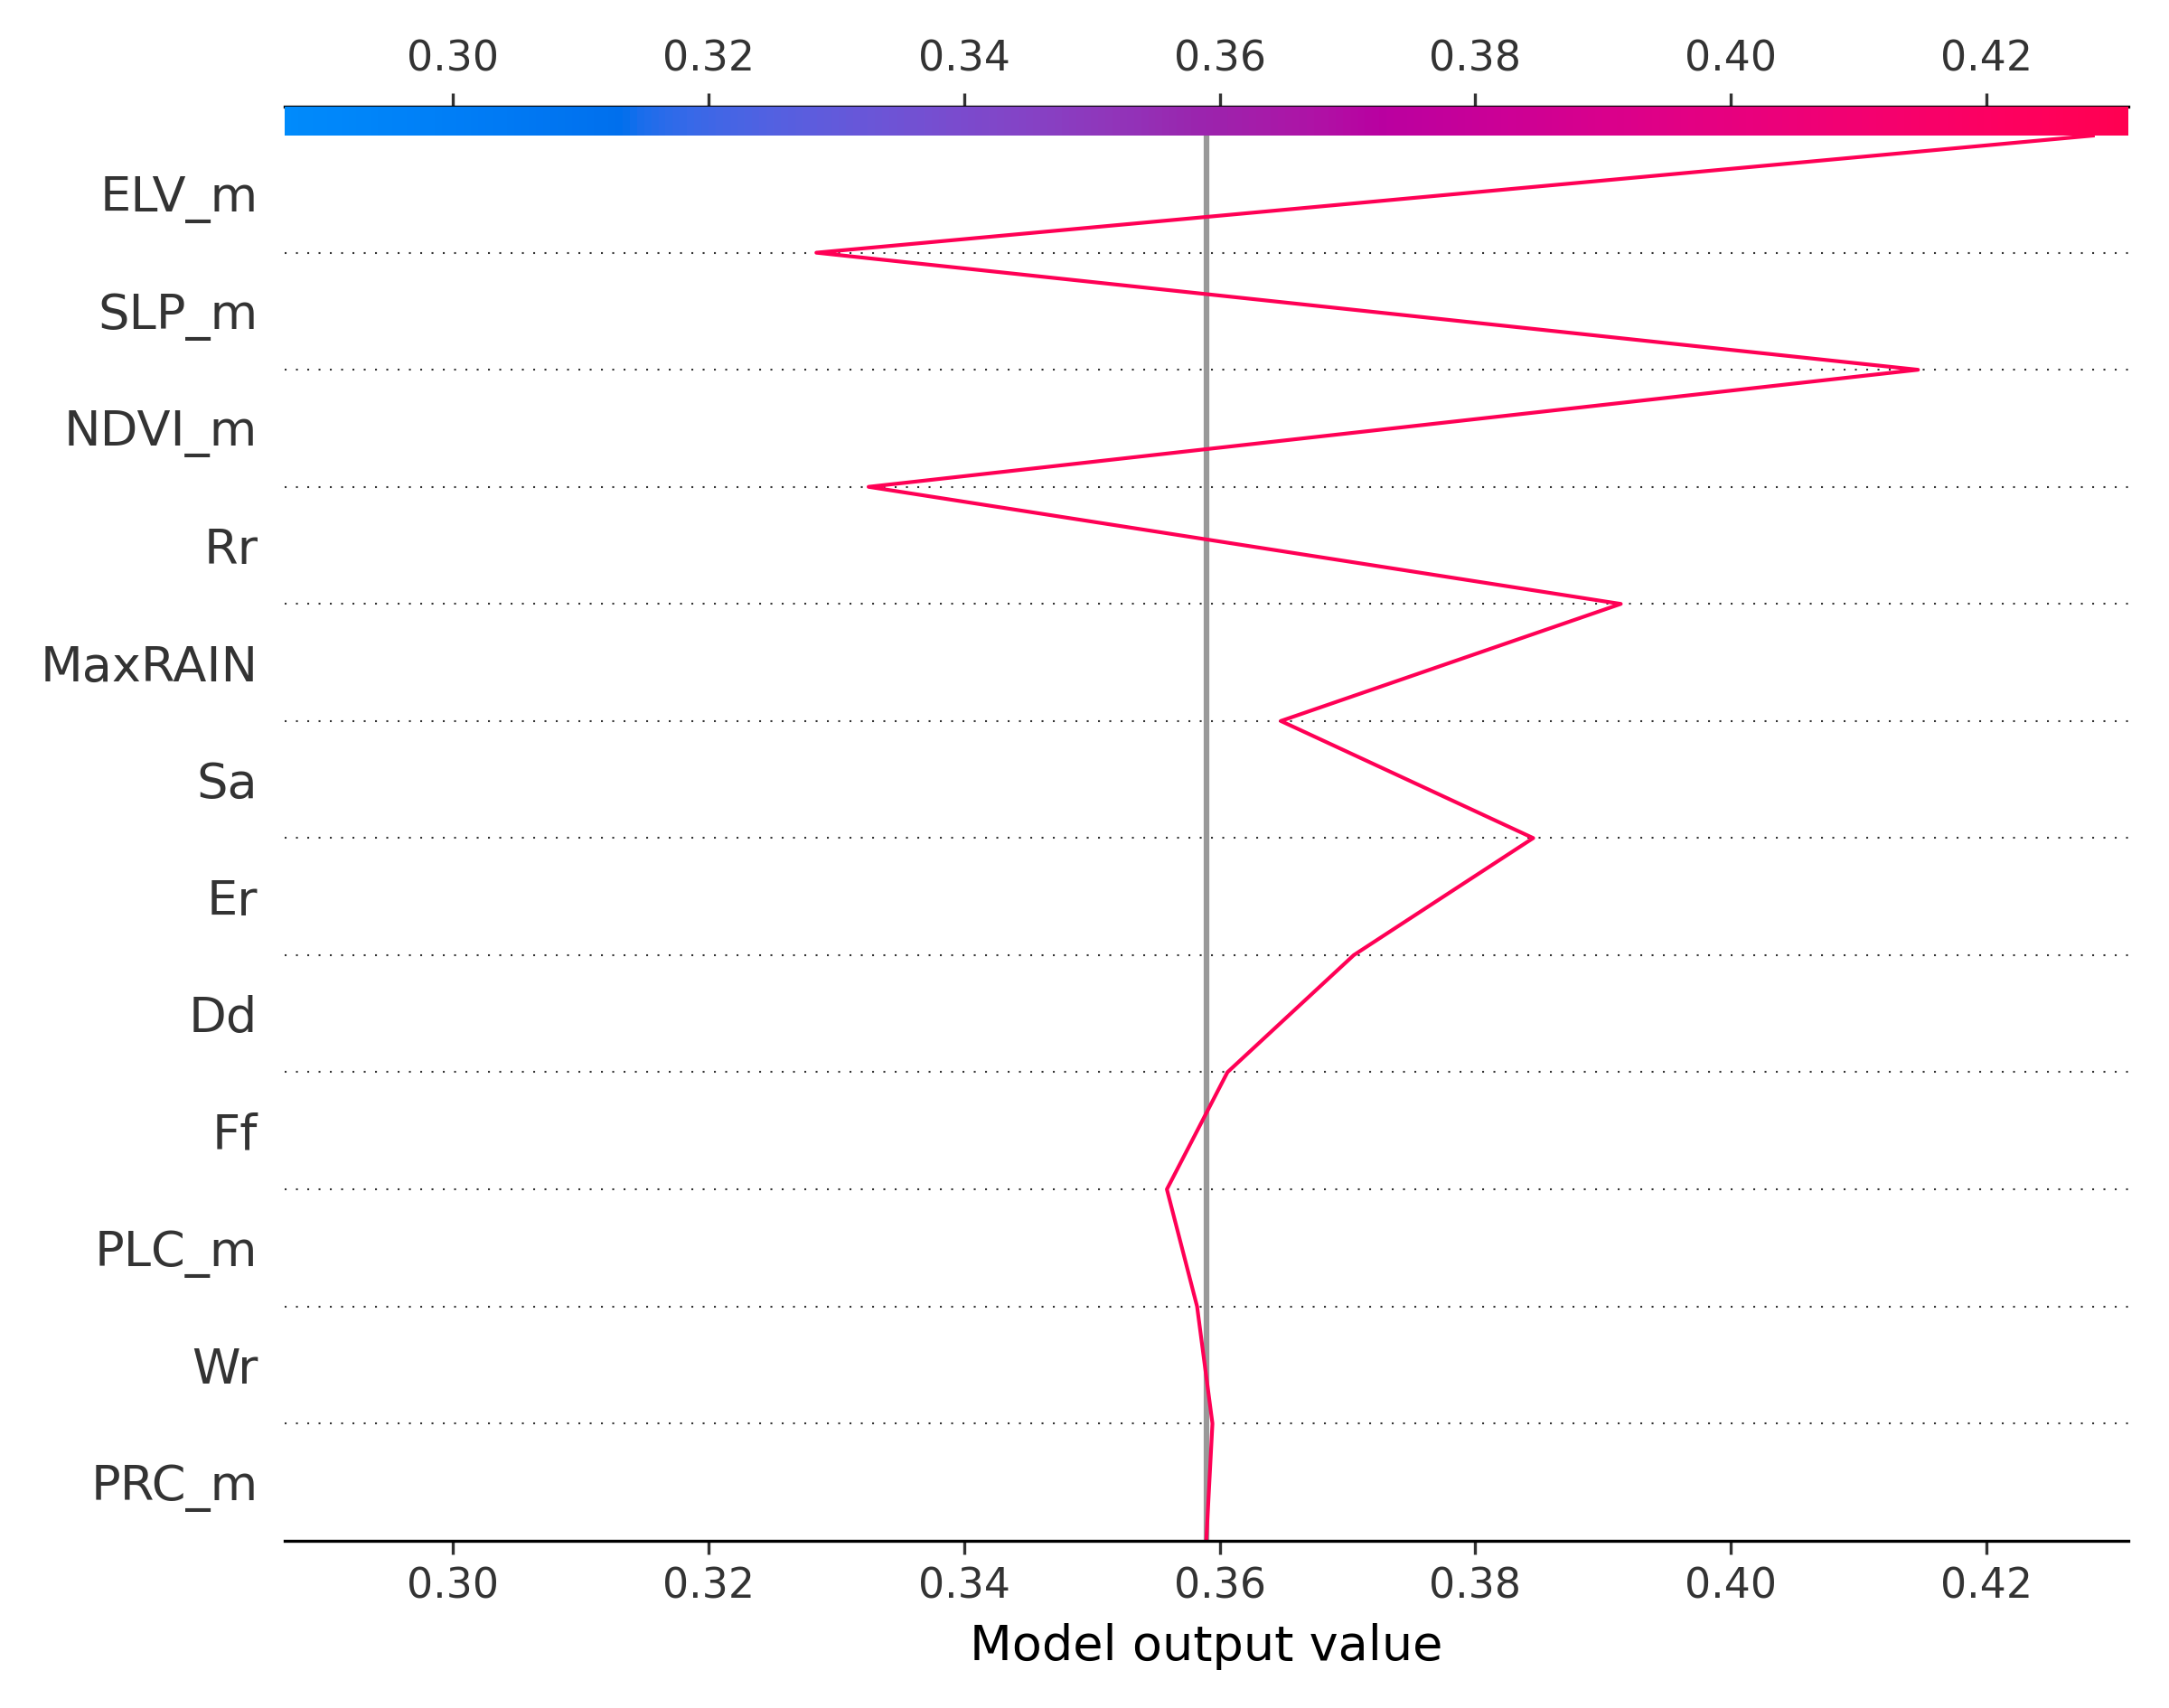 0.30 0.32 0.34 0.36 0.38 0.40 0.42
ELV_m
SLP_m
NDVI_m
Rr
MaxRAIN
Sa
Er
Dd
Ff
PLC_m
Wr
PRC_m
0.30 0.32 0.34 0.36 0.38 0.40 0.42
Model output value